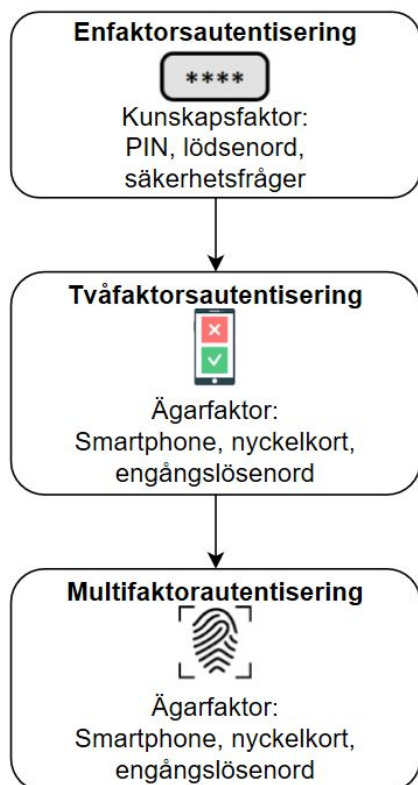 Enfaktorsautentisering
****
Kunskapsfaktor:
PIN, lödsenord,
säkerhetsfråger
Tvåfaktorsautentisering
Ägarfaktor:
Smartphone, nyckelkort,
engångslösenord
Multifaktorautentisering
Ägarfaktor:
Smartphone, nyckelkort,
engångslösenord